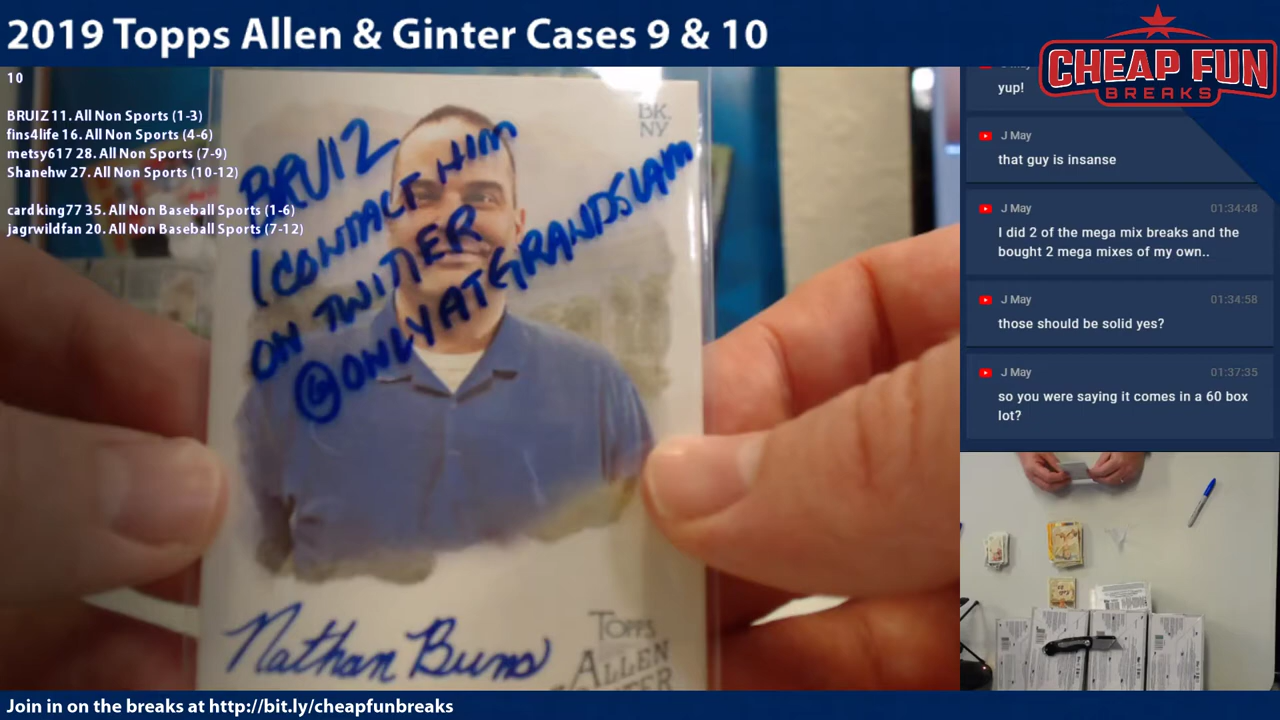 2019 Topps Allen & Ginter Cases 9 & 10
CHEAP FUN
BREAKS
10
BRUIZ 11. All Non Sports (1-3)
fins4life 16. All Non Sports (4-6)
metsy617 28. All Non Sports (7-9)
Shanehw 27. All Non Sports (10-12)
cardking77 35. All Non Baseball Sports (1-6)
jagrwildfan 20. All Non Baseball Sports (7-12)
BK.
NY
BRUIZ
(CONTACT HIM
ON TWITTER
@ONLYATGRANDSLAM
Nathan Burns
TOPPS
ALLEN
yup!
J May
that guy is insanse
J May 01:34:48
I did 2 of the mega mix breaks and the
bought 2 mega mixes of my own..
J May 01:34:58
those should be solid yes?
J May 01:37:35
so you were saying it comes in a 60 box
lot?
Join in on the breaks at http://bit.ly/cheapfunbreaks